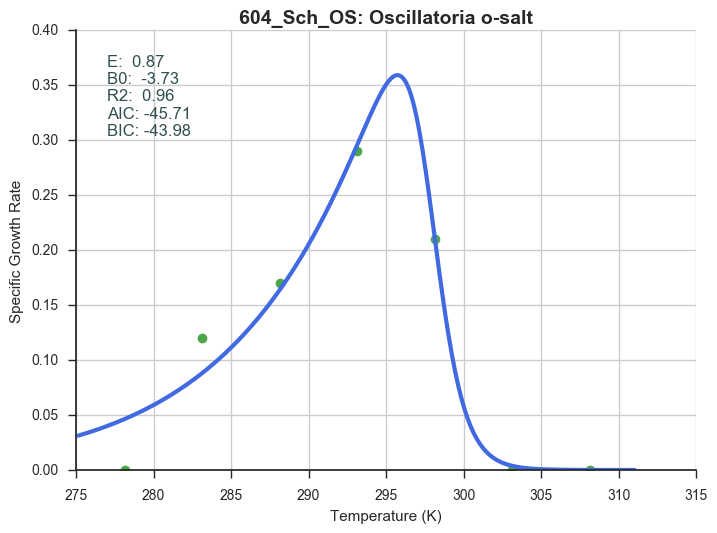 604_Sch_OS: Oscillatoria o-salt
E:  0.87
B0:  -3.73
R2:  0.96
AIC: -45.71
BIC: -43.98
Specific Growth Rate
0.40
0.35
0.30
0.25
0.20
0.15
0.10
0.05
0.00
275 280 285 290 295 300 305 310 315
Temperature (K)